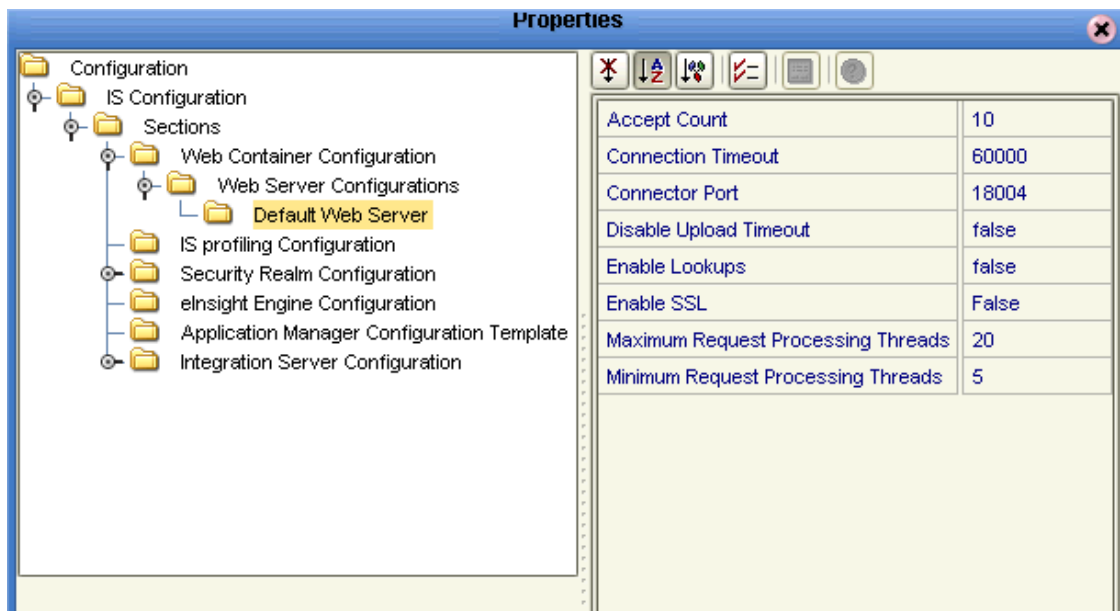 Properties
Configuration
IS Configuration
Sections
Web Container Configuration
Web Server Configurations
Default Web Server
IS profiling Configuration
Security Realm Configuration
eInsight Engine Configuration
Application Manager Configuration Template
Integration Server Configuration
Accept Count 10
Connection Timeout 60000
Connector Port 18004
Disable Upload Timeout false
Enable Lookups false
Enable SSL False
Maximum Request Processing Threads 20
Minimum Request Processing Threads 5